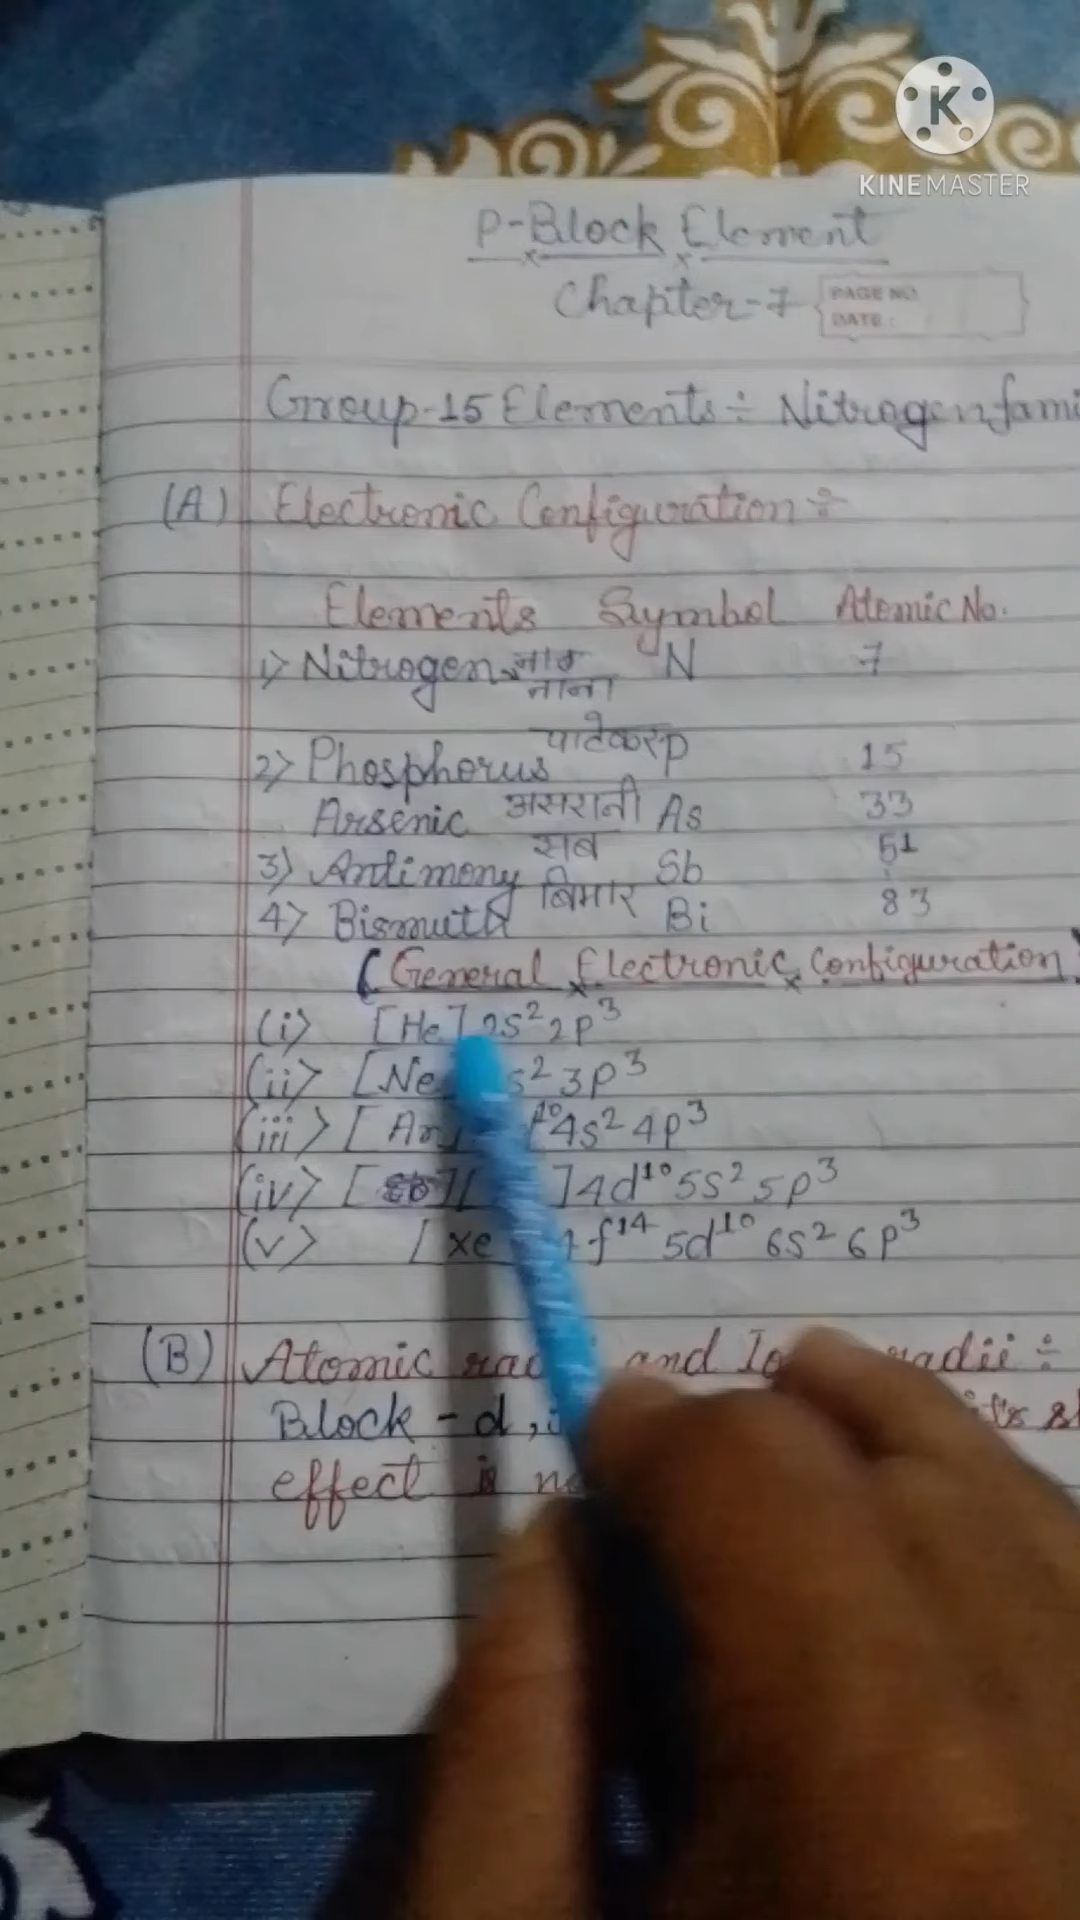 K
KINEMASTER
P-Block Element
Chapter-7
PAGE NO.
DATE :
Group-15 Elements ÷ Nitrogen fami
(A) Electronic Configuration ÷
Elements Symbol Atomic No.
1) Nitrogen नाना N 7
2) Phosphorus पाटेकर P 15
Arsenic असरानी As 33
3) Antimony सब Sb 51
4) Bismuth बिमार Bi 83
(General Electronic Configuration)
(i) [He] 2s² 2p³
(ii) [Ne s² 3p³
(iii) [Ar] 10 4s² 4p³
(iv) [ ] 4d¹⁰ 5s² 5p³
(v) [xe f¹⁴ 5d¹⁰ 6s² 6p³
(B) Atomic and radii ÷
Block - d,
effect is